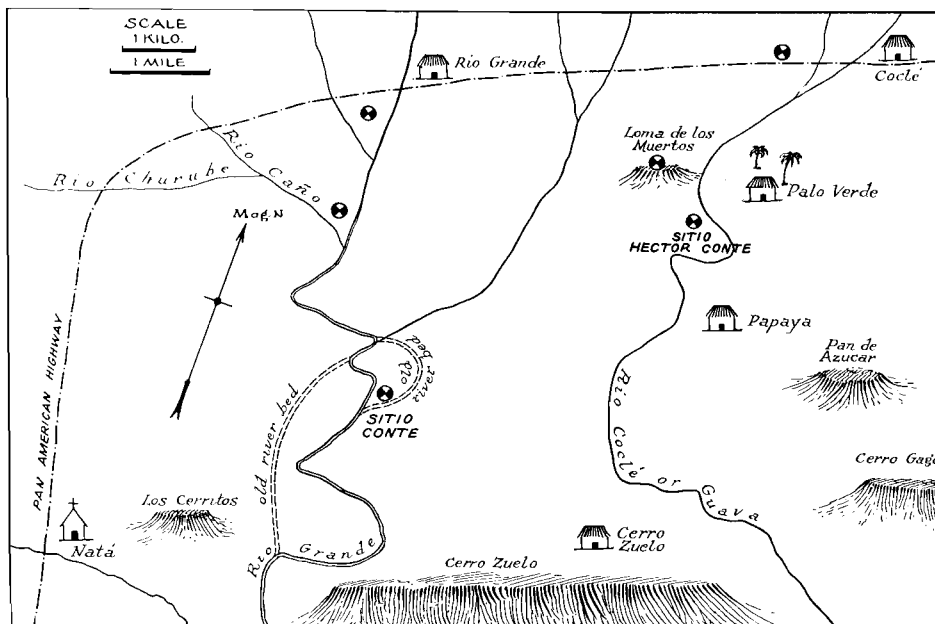 SCALE
1 KILO.
1 MILE
Rio Grande
Coclé
Loma de los
Muertos
Palo Verde
Rio Churube
Rio Caño
Mag. N
SITIO
HECTOR CONTE
Papaya
Pan de
Azucar
old river bed
old river bed
SITIO
CONTE
PAN AMERICAN HIGHWAY
Rio Coclé or Guava
Cerro Gago
Los Cerritos
Natá
Rio Grande
Cerro Zuelo
Cerro
Zuelo